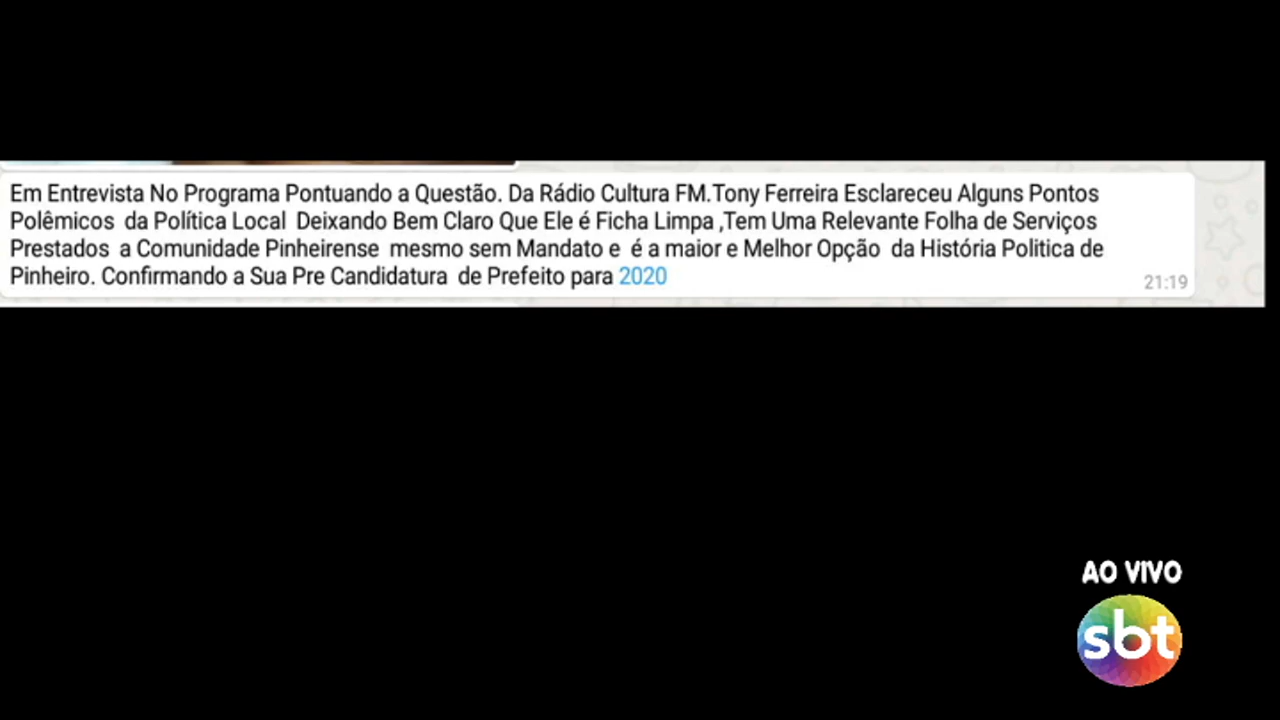 Em Entrevista No Programa Pontuando a Questão. Da Rádio Cultura FM.Tony Ferreira Esclareceu Alguns Pontos
Polêmicos  da Política Local  Deixando Bem Claro Que Ele é Ficha Limpa ,Tem Uma Relevante Folha de Serviços
Prestados  a Comunidade Pinheirense  mesmo sem Mandato e  é a maior e Melhor Opção  da História Politica de
Pinheiro. Confirmando a Sua Pre Candidatura  de Prefeito para 2020
21:19
AO VIVO
sbt